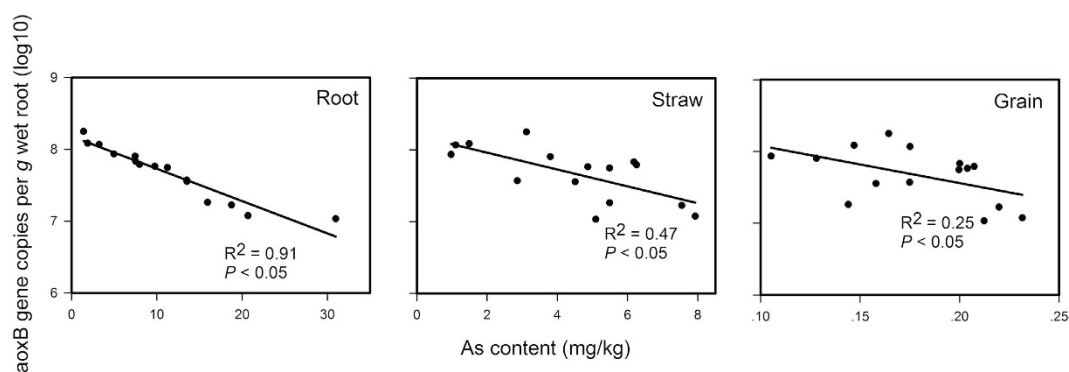 aoxB gene copies per g wet root (log10)
9
8
7
6
Root
R2 = 0.91
P < 0.05
0
10
20
30
Straw
R2 = 0.47
P < 0.05
0
2
4
6
8
Grain
R2 = 0.25
P < 0.05
.10
.15
.20
.25
As content (mg/kg)